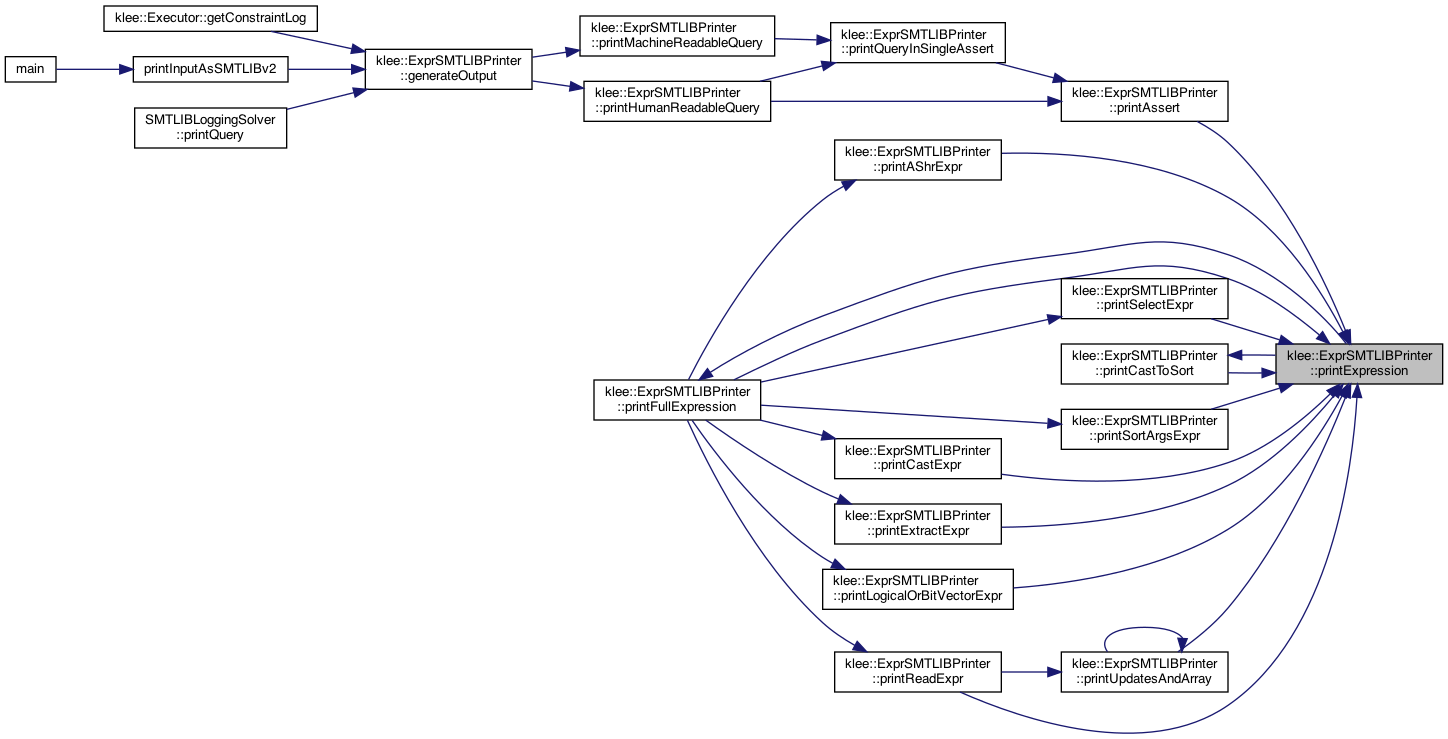 klee::Executor::getConstraintLog
main
printInputAsSMTLIBv2
SMTLIBLoggingSolver
::printQuery
klee::ExprSMTLIBPrinter
::generateOutput
klee::ExprSMTLIBPrinter
::printMachineReadableQuery
klee::ExprSMTLIBPrinter
::printHumanReadableQuery
klee::ExprSMTLIBPrinter
::printQueryInSingleAssert
klee::ExprSMTLIBPrinter
::printAssert
klee::ExprSMTLIBPrinter
::printAShrExpr
klee::ExprSMTLIBPrinter
::printSelectExpr
klee::ExprSMTLIBPrinter
::printCastToSort
klee::ExprSMTLIBPrinter
::printExpression
klee::ExprSMTLIBPrinter
::printFullExpression
klee::ExprSMTLIBPrinter
::printSortArgsExpr
klee::ExprSMTLIBPrinter
::printCastExpr
klee::ExprSMTLIBPrinter
::printExtractExpr
klee::ExprSMTLIBPrinter
::printLogicalOrBitVectorExpr
klee::ExprSMTLIBPrinter
::printReadExpr
klee::ExprSMTLIBPrinter
::printUpdatesAndArray